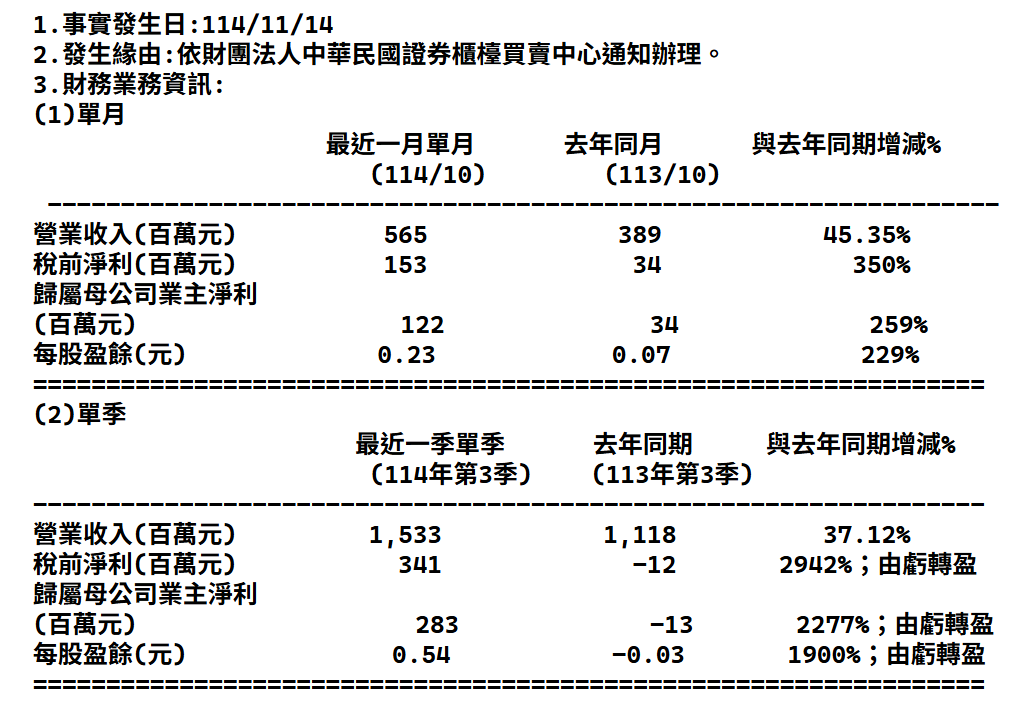 1.事實發生日:114/11/14
2.發生緣由:依財團法人中華民國證券櫃檯買賣中心通知辦理。
3.財務業務資訊:
(1)單月
最近一月單月 去年同月 與去年同期增減%
(114/10) (113/10)
-----------------------------------------------------------------
營業收入(百萬元) 565 389 45.35%
稅前淨利(百萬元) 153 34 350%
歸屬母公司業主淨利
(百萬元) 122 34 259%
每股盈餘(元) 0.23 0.07 229%
=================================================================
(2)單季
最近一季單季 去年同期 與去年同期增減%
(114年第3季) (113年第3季)
-----------------------------------------------------------------
營業收入(百萬元) 1,533 1,118 37.12%
稅前淨利(百萬元) 341 -12 2942%;由虧轉盈
歸屬母公司業主淨利
(百萬元) 283 -13 2277%;由虧轉盈
每股盈餘(元) 0.54 -0.03 1900%;由虧轉盈
=================================================================